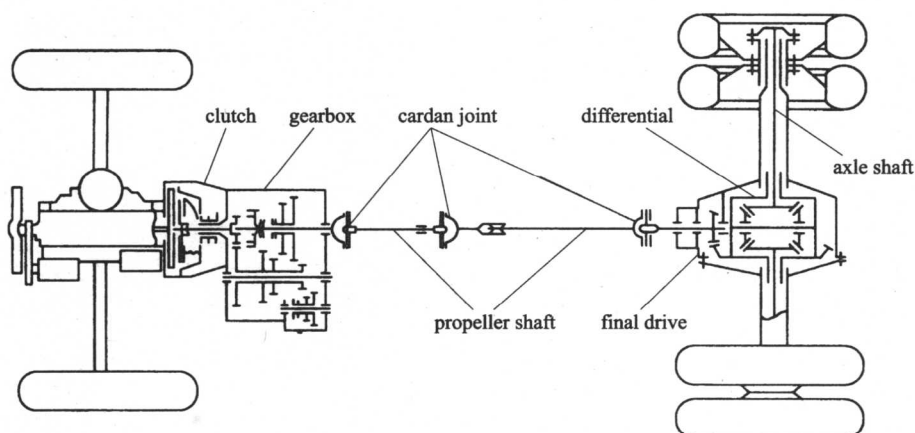 clutch
gearbox
cardan joint
differential
axle shaft
propeller shaft
final drive